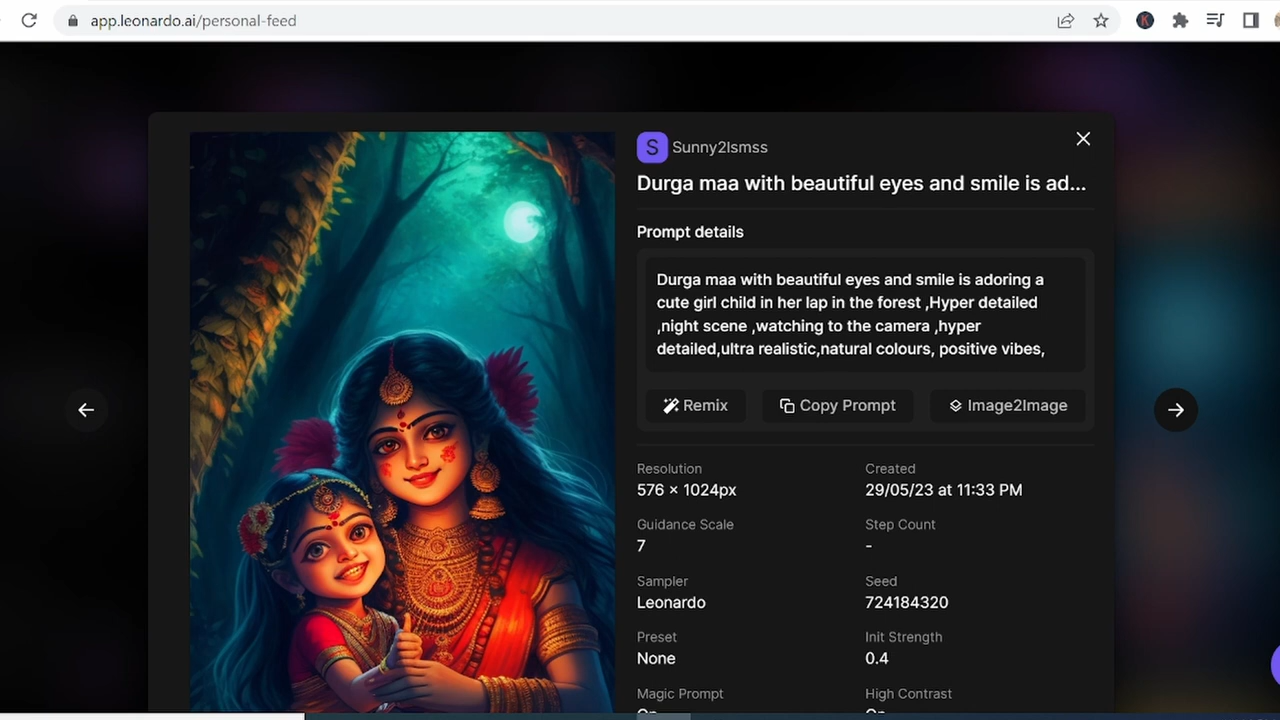 app.leonardo.ai/personal-feed
K
S
Sunny2lsmss
Durga maa with beautiful eyes and smile is ad...
Prompt details
Durga maa with beautiful eyes and smile is adoring a
cute girl child in her lap in the forest ,Hyper detailed
,night scene ,watching to the camera ,hyper
detailed,ultra realistic,natural colours, positive vibes,
Remix
Copy Prompt
Image2Image
Resolution
Created
576 × 1024px
29/05/23 at 11:33 PM
Guidance Scale
Step Count
7
-
Sampler
Seed
Leonardo
724184320
Preset
Init Strength
None
0.4
Magic Prompt
High Contrast